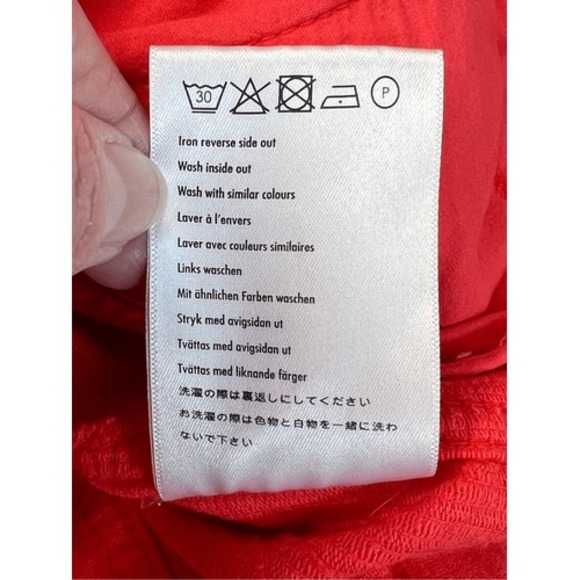 30 P
Iron reverse side out
Wash inside out
Wash with similar colours
Laver à l'envers
Laver avec couleurs similaires
Links waschen
Mit ähnlichen Farben waschen
Stryk med avigsidan ut
Tvättas med avigsidan ut
Tvättas med liknande färger
洗濯の際は裏返しにしてください
お洗濯の際は色物と白物を一緒に洗わ
ないで下さい